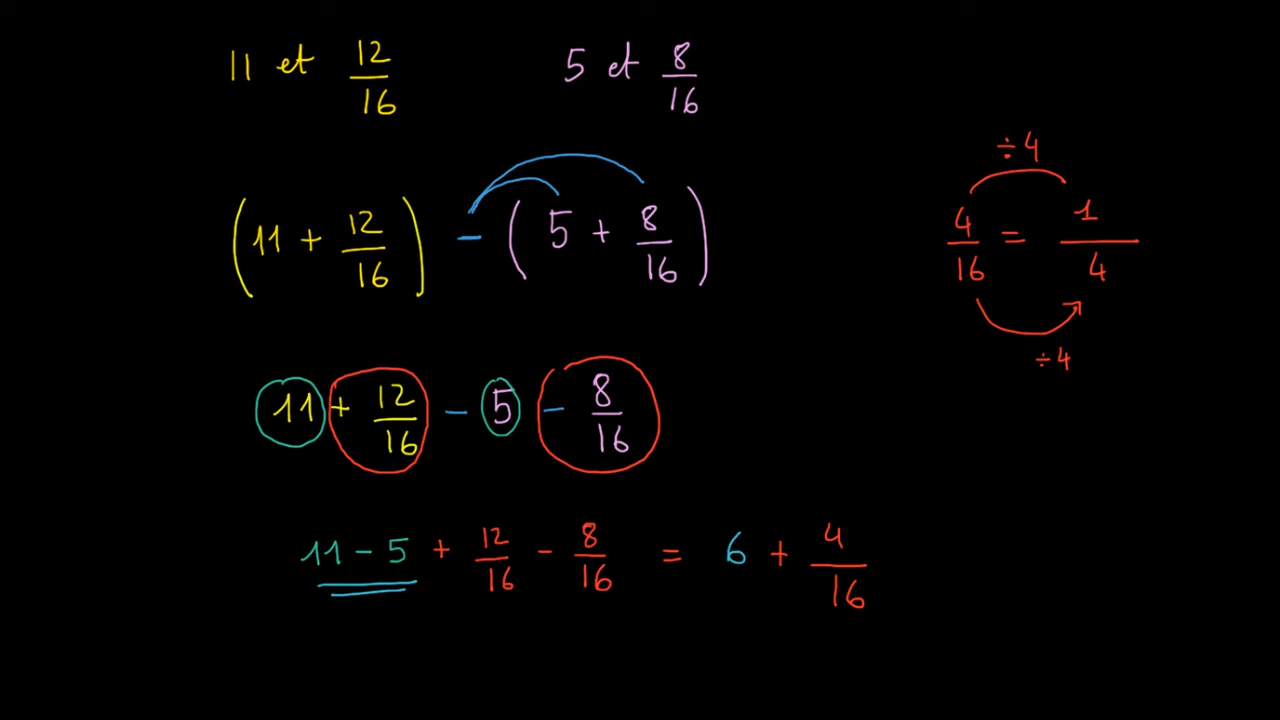 11 et 12/16 5 et 8/16
(11 + 12/16) - (5 + 8/16)
÷4
4/16 = 1/4
÷4
11 + 12/16 - 5 - 8/16
11 - 5 + 12/16 - 8/16 = 6 + 4/16